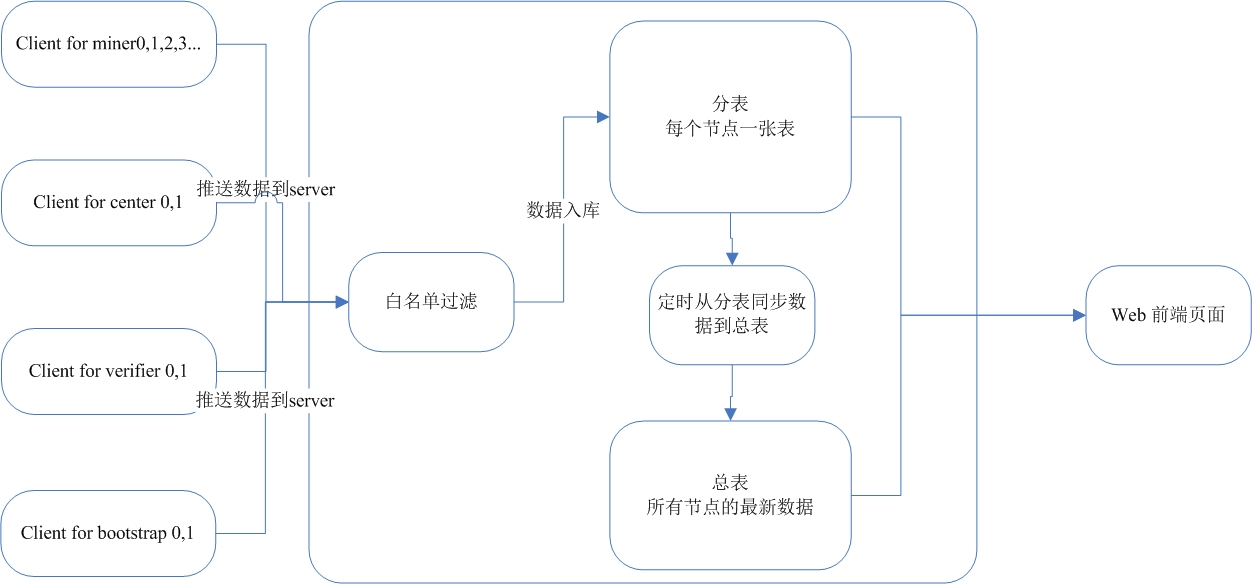 Client for miner0,1,2,3...
Client for center 0,1
推送数据到server
Client for verifier 0,1
推送数据到server
Client for bootstrap 0,1
白名单过滤
数据入库
分表
每个节点一张表
定时从分表同步数
据到总表
总表
所有节点的最新数据
Web 前端页面